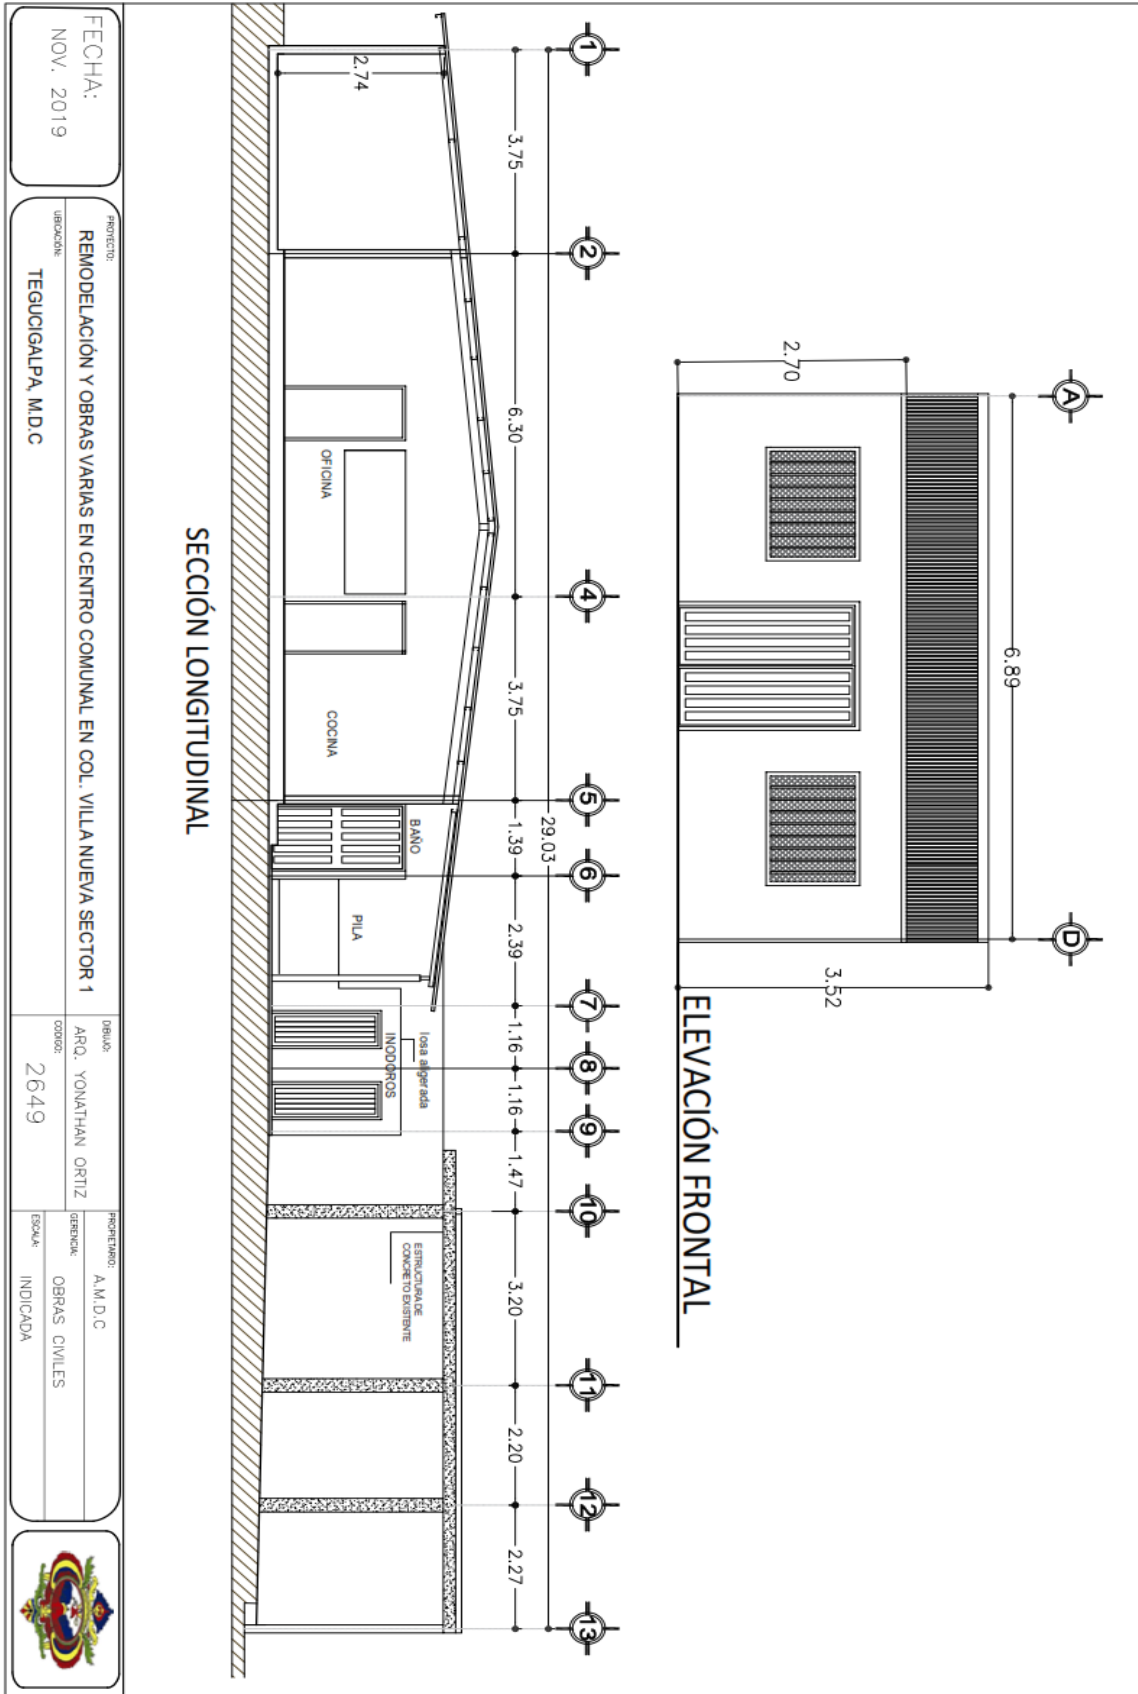 A
D
6.89
2.70
3.52
ELEVACIÓN FRONTAL
1
2
4
5
6
7
8
9
10
11
12
13
29.03
3.75
6.30
3.75
1.39
2.39
1.16
1.16
1.47
3.20
2.20
2.27
2.74
OFICINA
COCINA
BAÑO
PILA
INODOROS
losa aligerada
ESTRUCTURA DE
CONCRETO EXISTENTE
SECCIÓN LONGITUDINAL
FECHA:
NOV. 2019
PROYECTO:
REMODELACIÓN Y OBRAS VARIAS EN CENTRO COMUNAL EN COL. VILLA NUEVA SECTOR 1
UBICACIÓN:
TEGUCIGALPA, M.D.C
DIBUJO:
ARQ. YONATHAN ORTIZ
CODIGO:
2649
PROPIETARIO:
A.M.D.C
GERENCIA:
OBRAS CIVILES
ESCALA:
INDICADA